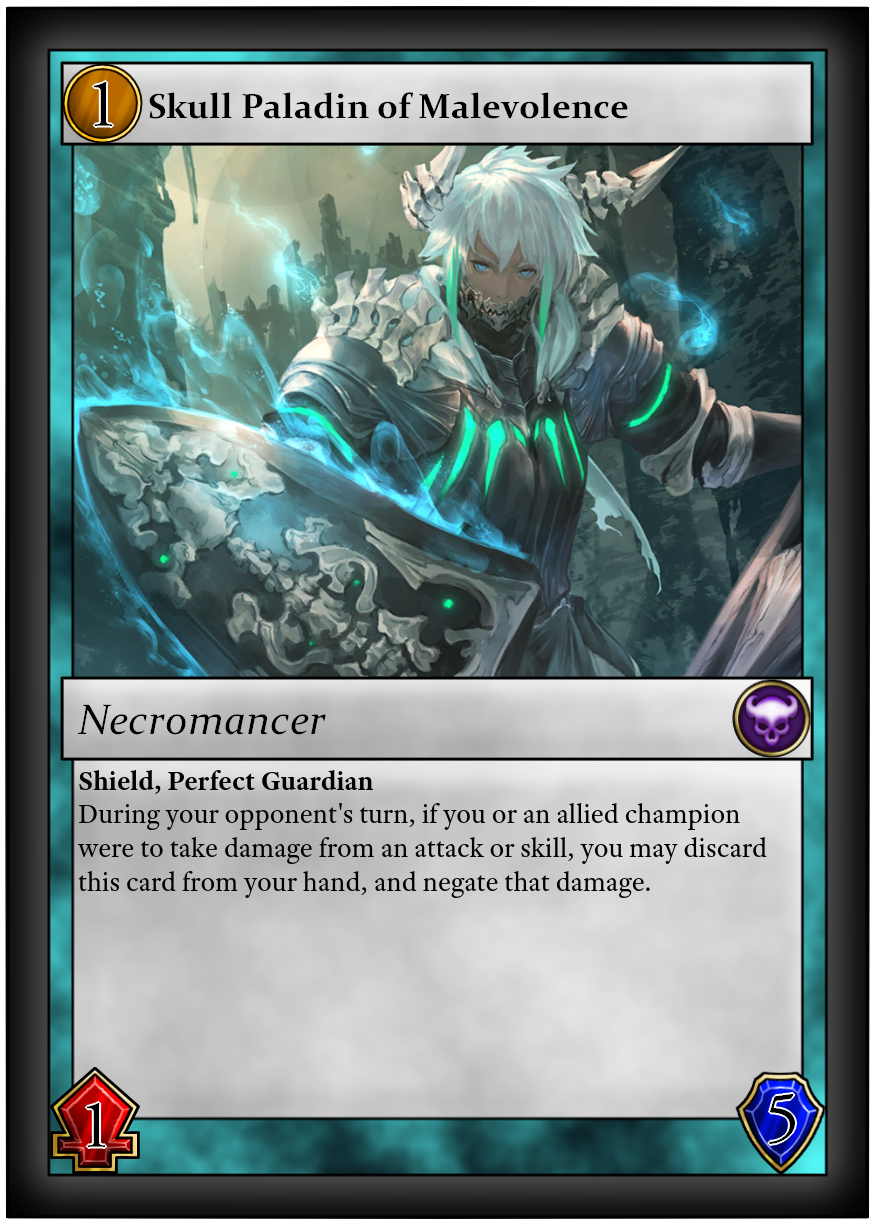 1 Skull Paladin of Malevolence
Necromancer
Shield, Perfect Guardian
During your opponent's turn, if you or an allied champion
were to take damage from an attack or skill, you may discard
this card from your hand, and negate that damage.
1 5